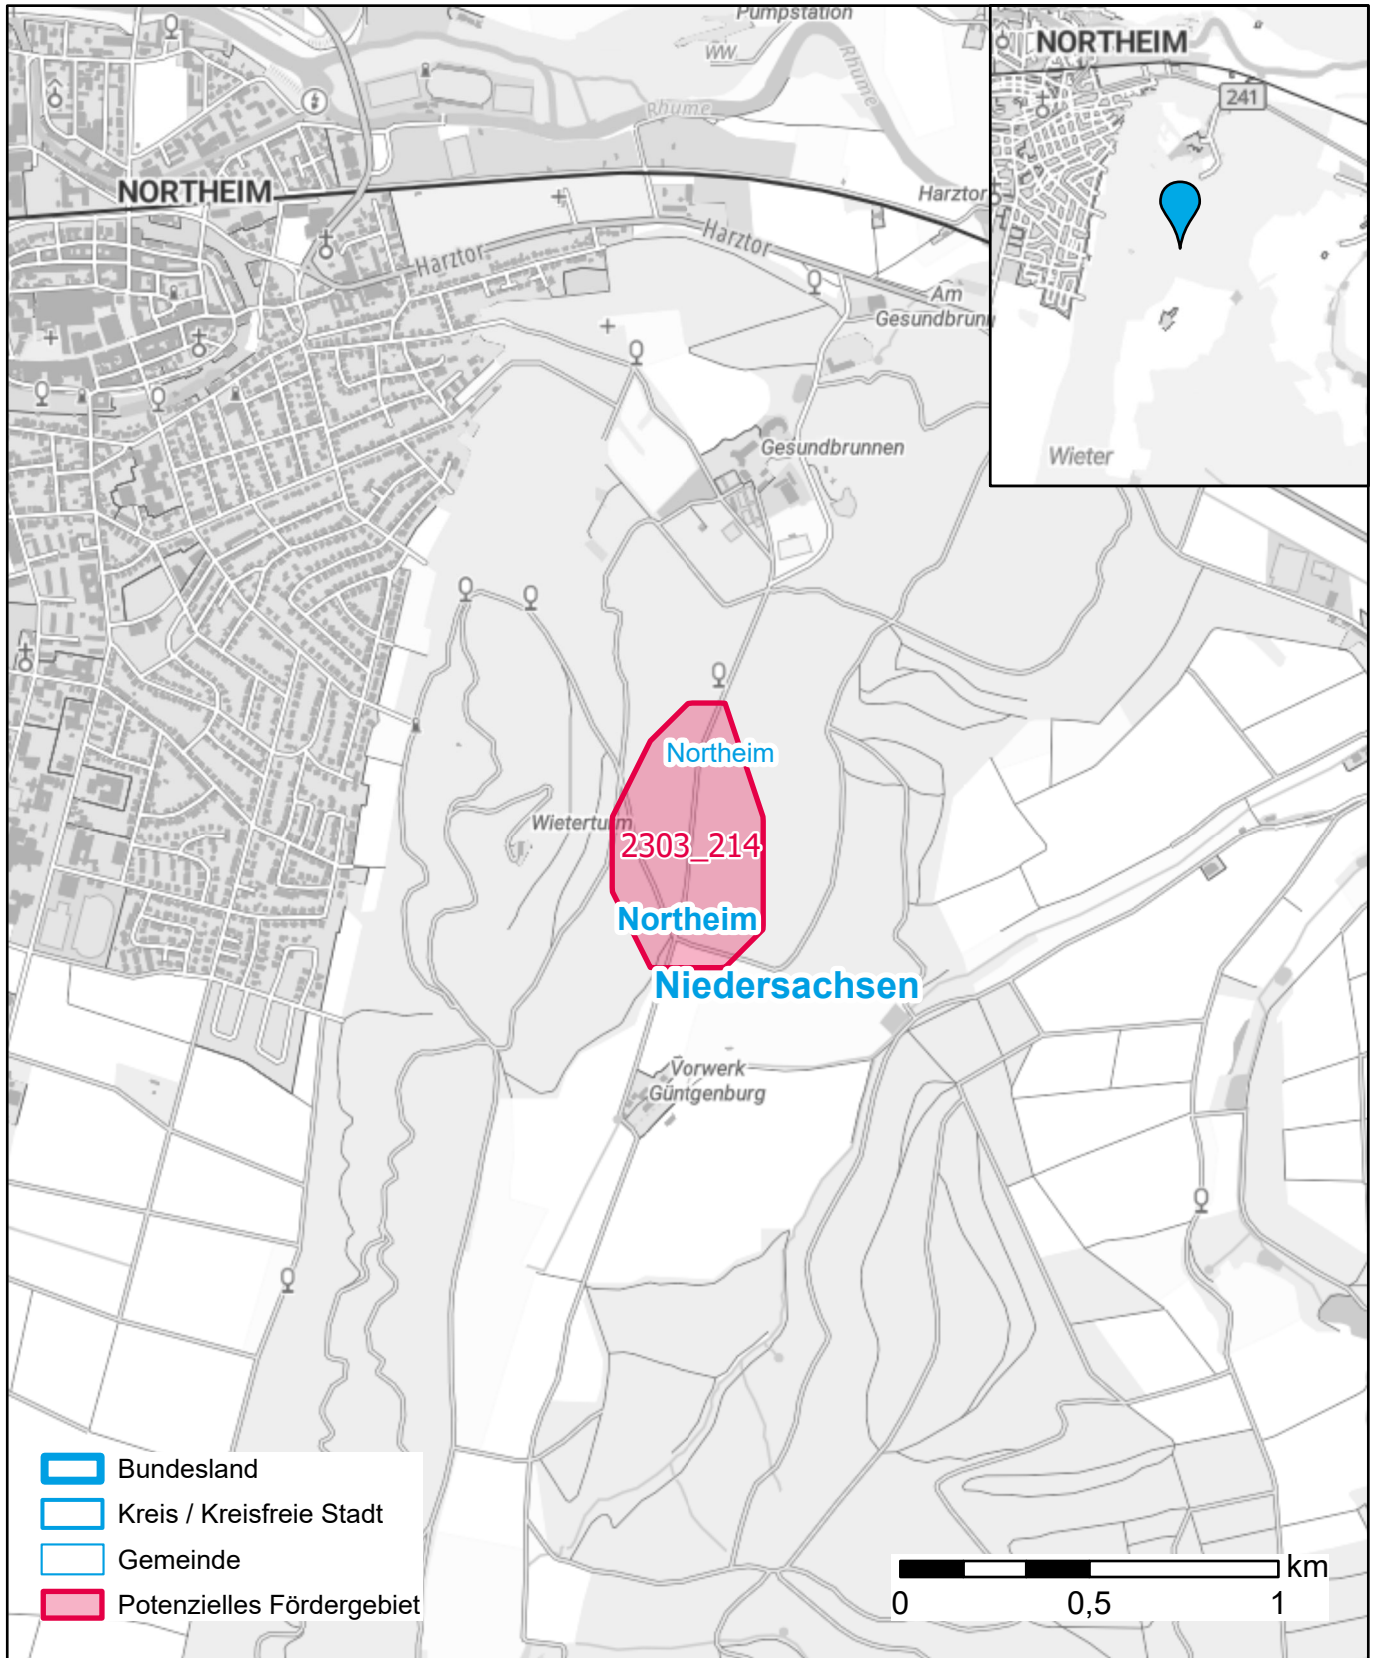 Pumpstation
WW
Rhume
Rhume
NORTHEIM
241
NORTHEIM
Harztor
Harztor
Harztor
Am
Gesundbrunn
Gesundbrunnen
Wieter
Northeim
Wieterturm
2303_214
Northeim
Niedersachsen
Vorwerk
Güntgenburg
Bundesland
Kreis / Kreisfreie Stadt
Gemeinde
Potenzielles Fördergebiet
km
0 0,5 1